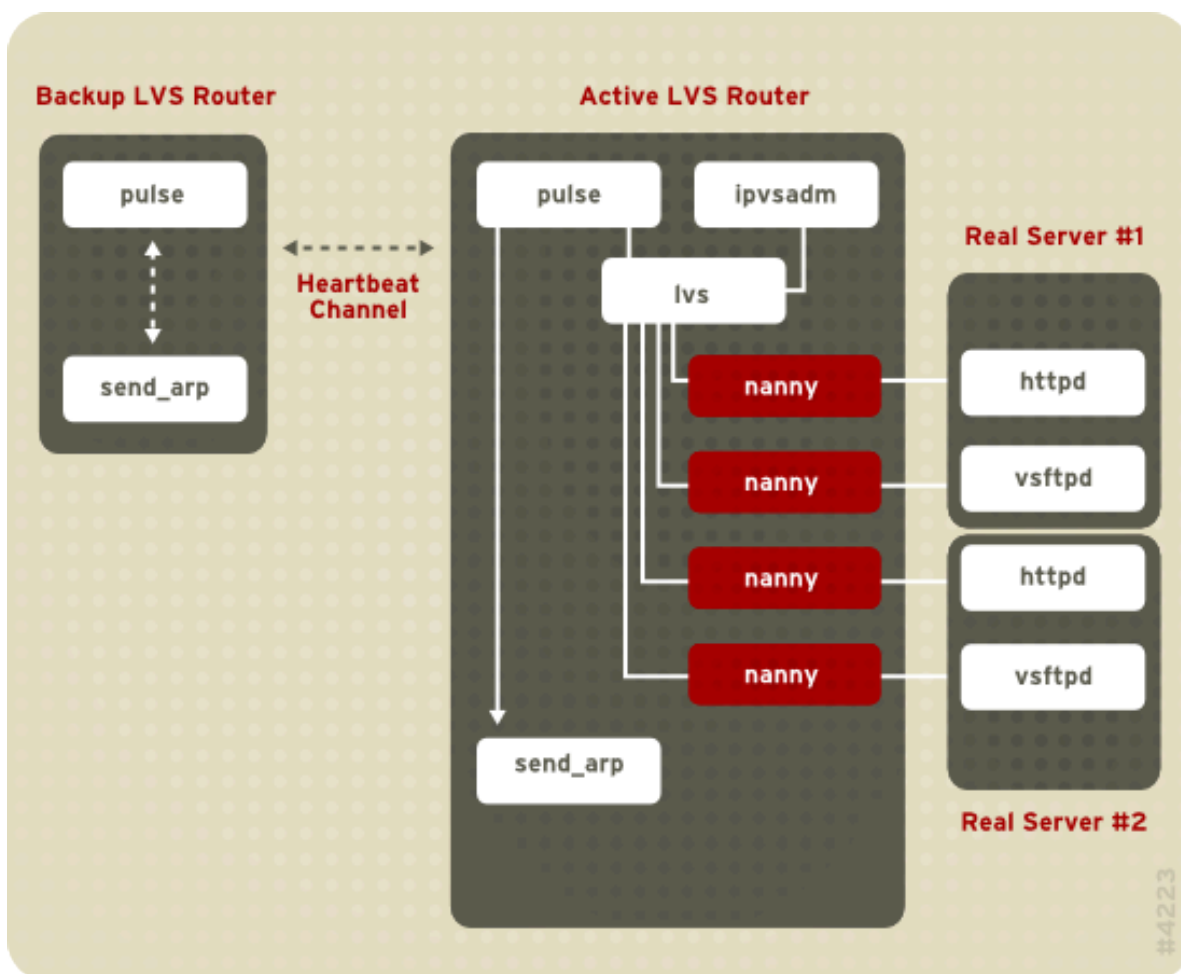 Backup LVS Router
pulse
send_arp
Heartbeat
Channel
Active LVS Router
pulse
ipvsadm
lvs
nanny
nanny
nanny
nanny
send_arp
Real Server #1
httpd
vsftpd
httpd
vsftpd
Real Server #2
#4223